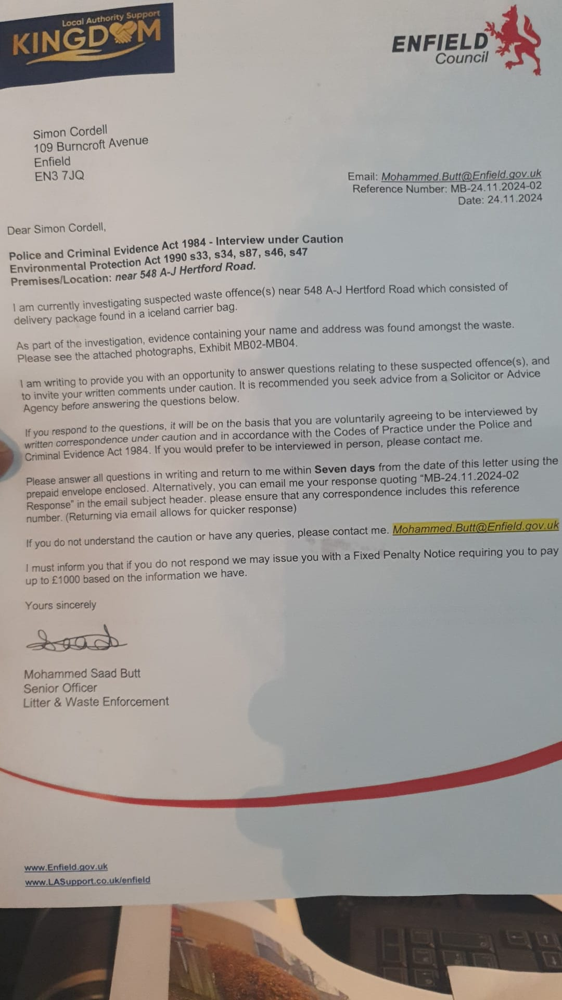 Local Authority Support
KINGDOM
ENFIELD
Council
Simon Cordell
109 Burncroft Avenue
Enfield
EN3 7JQ
Email: Mohammed.Butt@Enfield.gov.uk
Reference Number: MB-24.11.2024-02
Date: 24.11.2024
Dear Simon Cordell,
Police and Criminal Evidence Act 1984 - Interview under Caution
Environmental Protection Act 1990 s33, s34, s87, s46, s47
Premises/Location: near 548 A-J Hertford Road.
I am currently investigating suspected waste offence(s) near 548 A-J Hertford Road which consisted of
delivery package found in a iceland carrier bag.
As part of the investigation, evidence containing your name and address was found amongst the waste.
Please see the attached photographs, Exhibit MB02-MB04.
I am writing to provide you with an opportunity to answer questions relating to these suspected offence(s), and
to invite your written comments under caution. It is recommended you seek advice from a Solicitor or Advice
Agency before answering the questions below.
If you respond to the questions, it will be on the basis that you are voluntarily agreeing to be interviewed by
written correspondence under caution and in accordance with the Codes of Practice under the Police and
Criminal Evidence Act 1984. If you would prefer to be interviewed in person, please contact me.
Please answer all questions in writing and return to me within Seven days from the date of this letter using the
prepaid envelope enclosed. Alternatively, you can email me your response quoting “MB-24.11.2024-02
Response” in the email subject header. please ensure that any correspondence includes this reference
number. (Returning via email allows for quicker response)
If you do not understand the caution or have any queries, please contact me. Mohammed.Butt@Enfield.gov.uk
I must inform you that if you do not respond we may issue you with a Fixed Penalty Notice requiring you to pay
up to £1000 based on the information we have.
Yours sincerely
Saad
Mohammed Saad Butt
Senior Officer
Litter & Waste Enforcement
www.Enfield.gov.uk
www.LASupport.co.uk/enfield